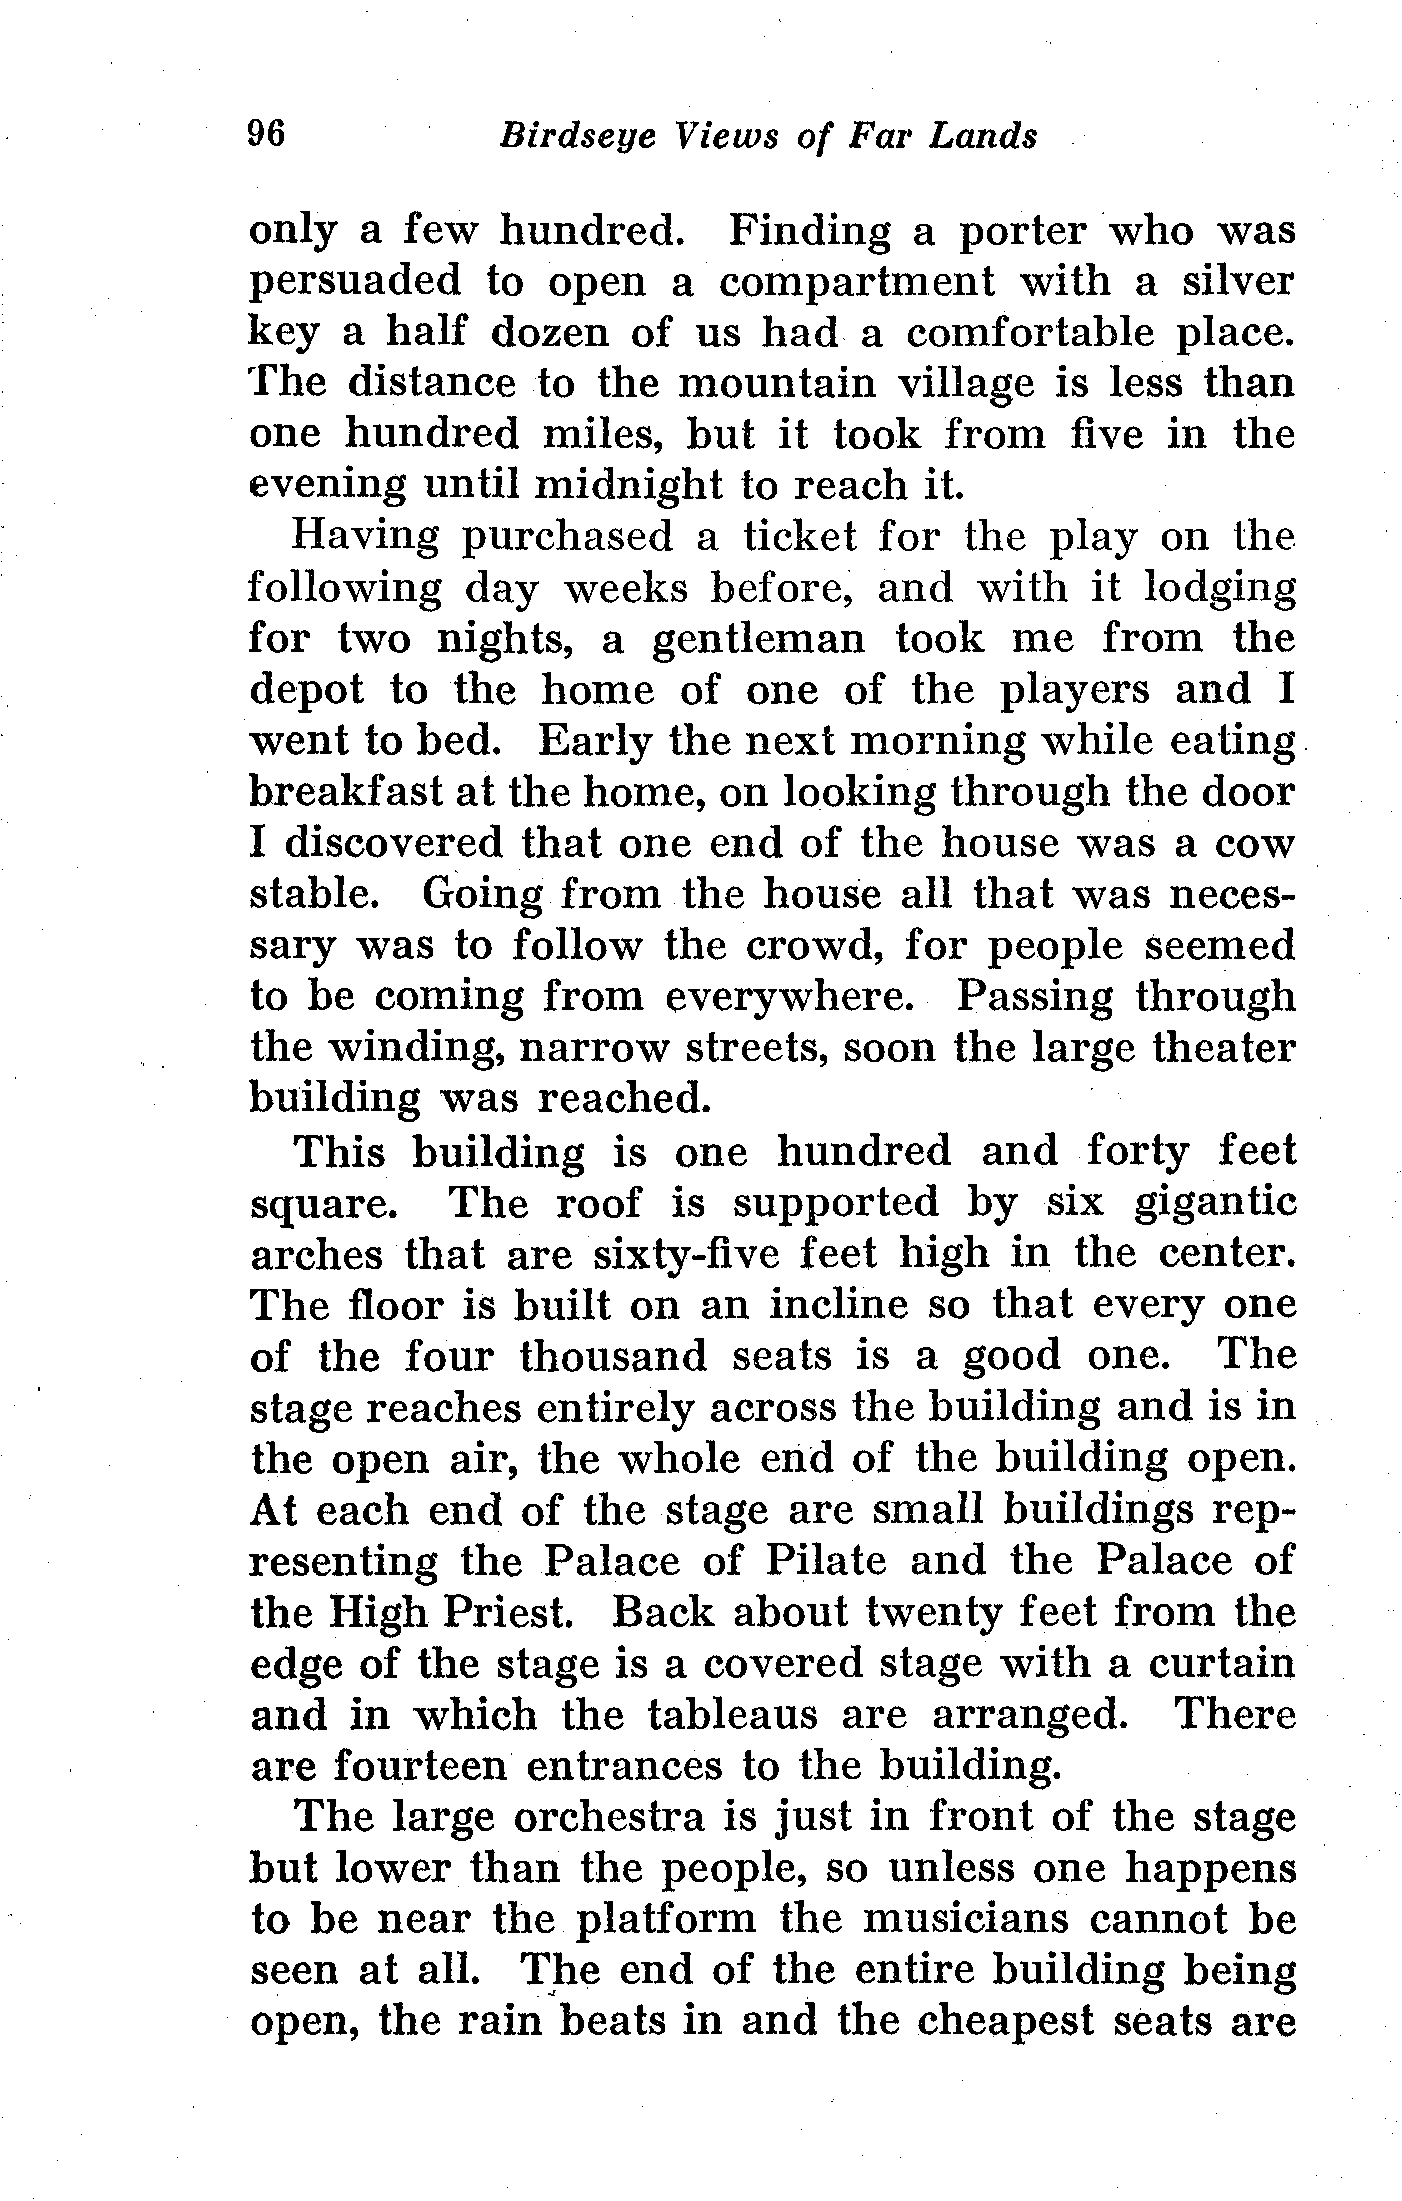 96 Birdseye Views of Far Lands
only a few hundred. Finding a porter who was
persuaded to open a compartment with a silver
key a half dozen of us had a comfortable place.
The distance to the mountain village is less than
one hundred miles, but it took from five in the
evening until midnight to reach it.
Having purchased a ticket for the play on the
following day weeks before, and with it lodging
for two nights, a gentleman took me from the
depot to the home of one of the players and I
went to bed. Early the next morning while eating
breakfast at the home, on looking through the door
I discovered that one end of the house was a cow
stable. Going from the house all that was neces-
sary was to follow the crowd, for people seemed
to be coming from everywhere. Passing through
the winding, narrow streets, soon the large theater
building was reached.
This building is one hundred and forty feet
square. The roof is supported by six gigantic
arches that are sixty-five feet high in the center.
The floor is built on an incline so that every one
of the four thousand seats is a good one. The
stage reaches entirely across the building and is in
the open air, the whole end of the building open.
At each end of the stage are small buildings rep-
resenting the Palace of Pilate and the Palace of
the High Priest. Back about twenty feet from the
edge of the stage is a covered stage with a curtain
and in which the tableaus are arranged. There
are fourteen entrances to the building.
The large orchestra is just in front of the stage
but lower than the people, so unless one happens
to be near the platform the musicians cannot be
seen at all. The end of the entire building being
open, the rain beats in and the cheapest seats are